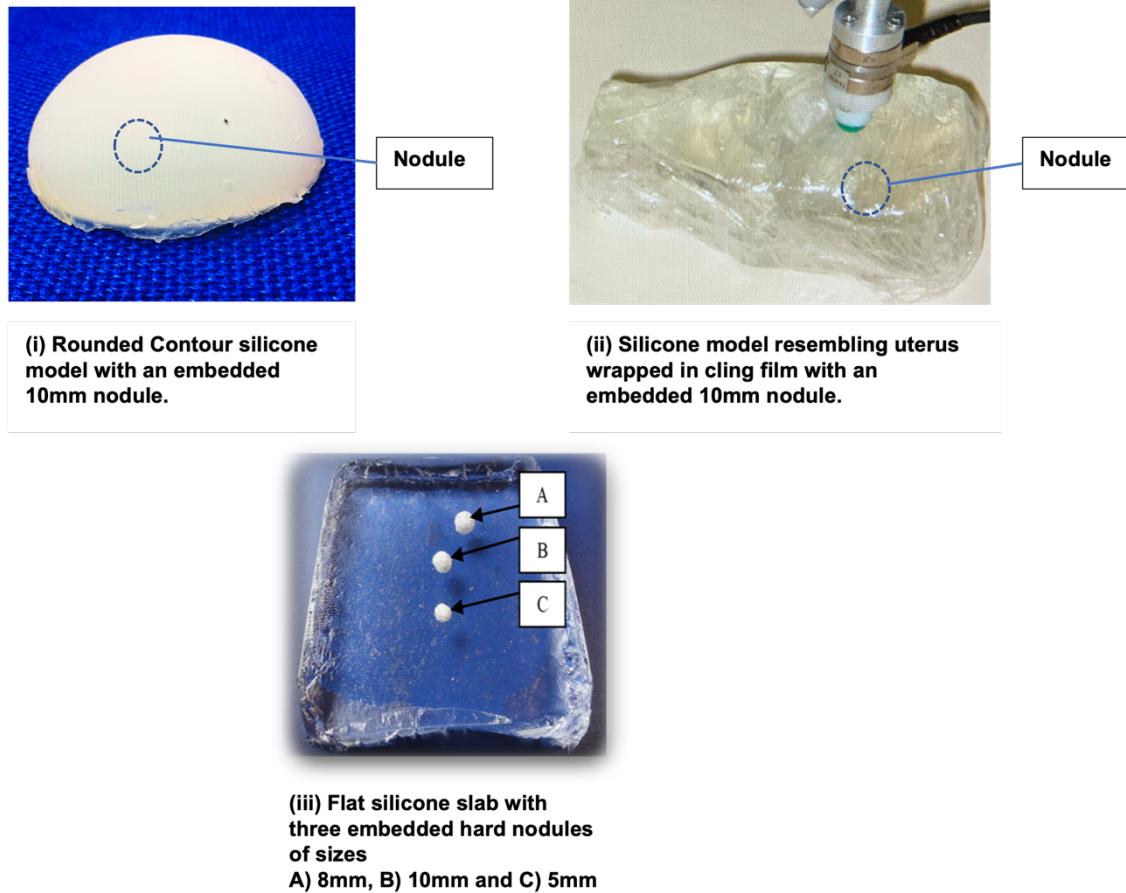 Nodule
Nodule
(i) Rounded Contour silicone
model with an embedded
10mm nodule.
(ii) Silicone model resembling uterus
wrapped in cling film with an
embedded 10mm nodule.
A
B
C
(iii) Flat silicone slab with
three embedded hard nodules
of sizes
A) 8mm, B) 10mm and C) 5mm